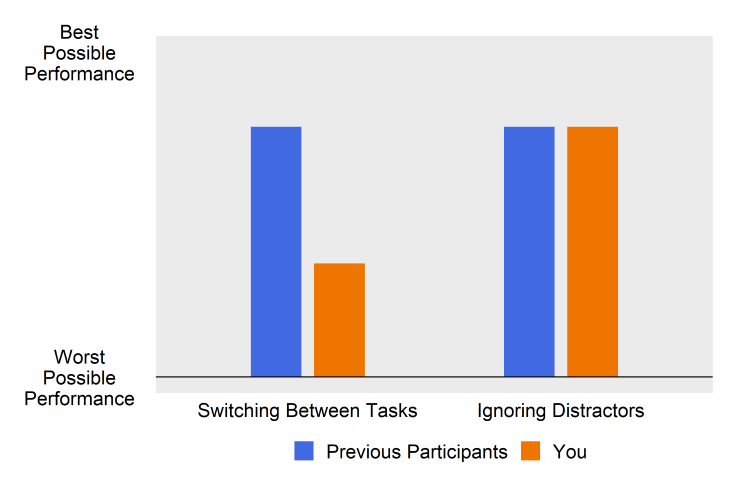 Best
Possible
Performance
Worst
Possible
Performance
Switching Between Tasks
Ignoring Distractors
Previous Participants
You